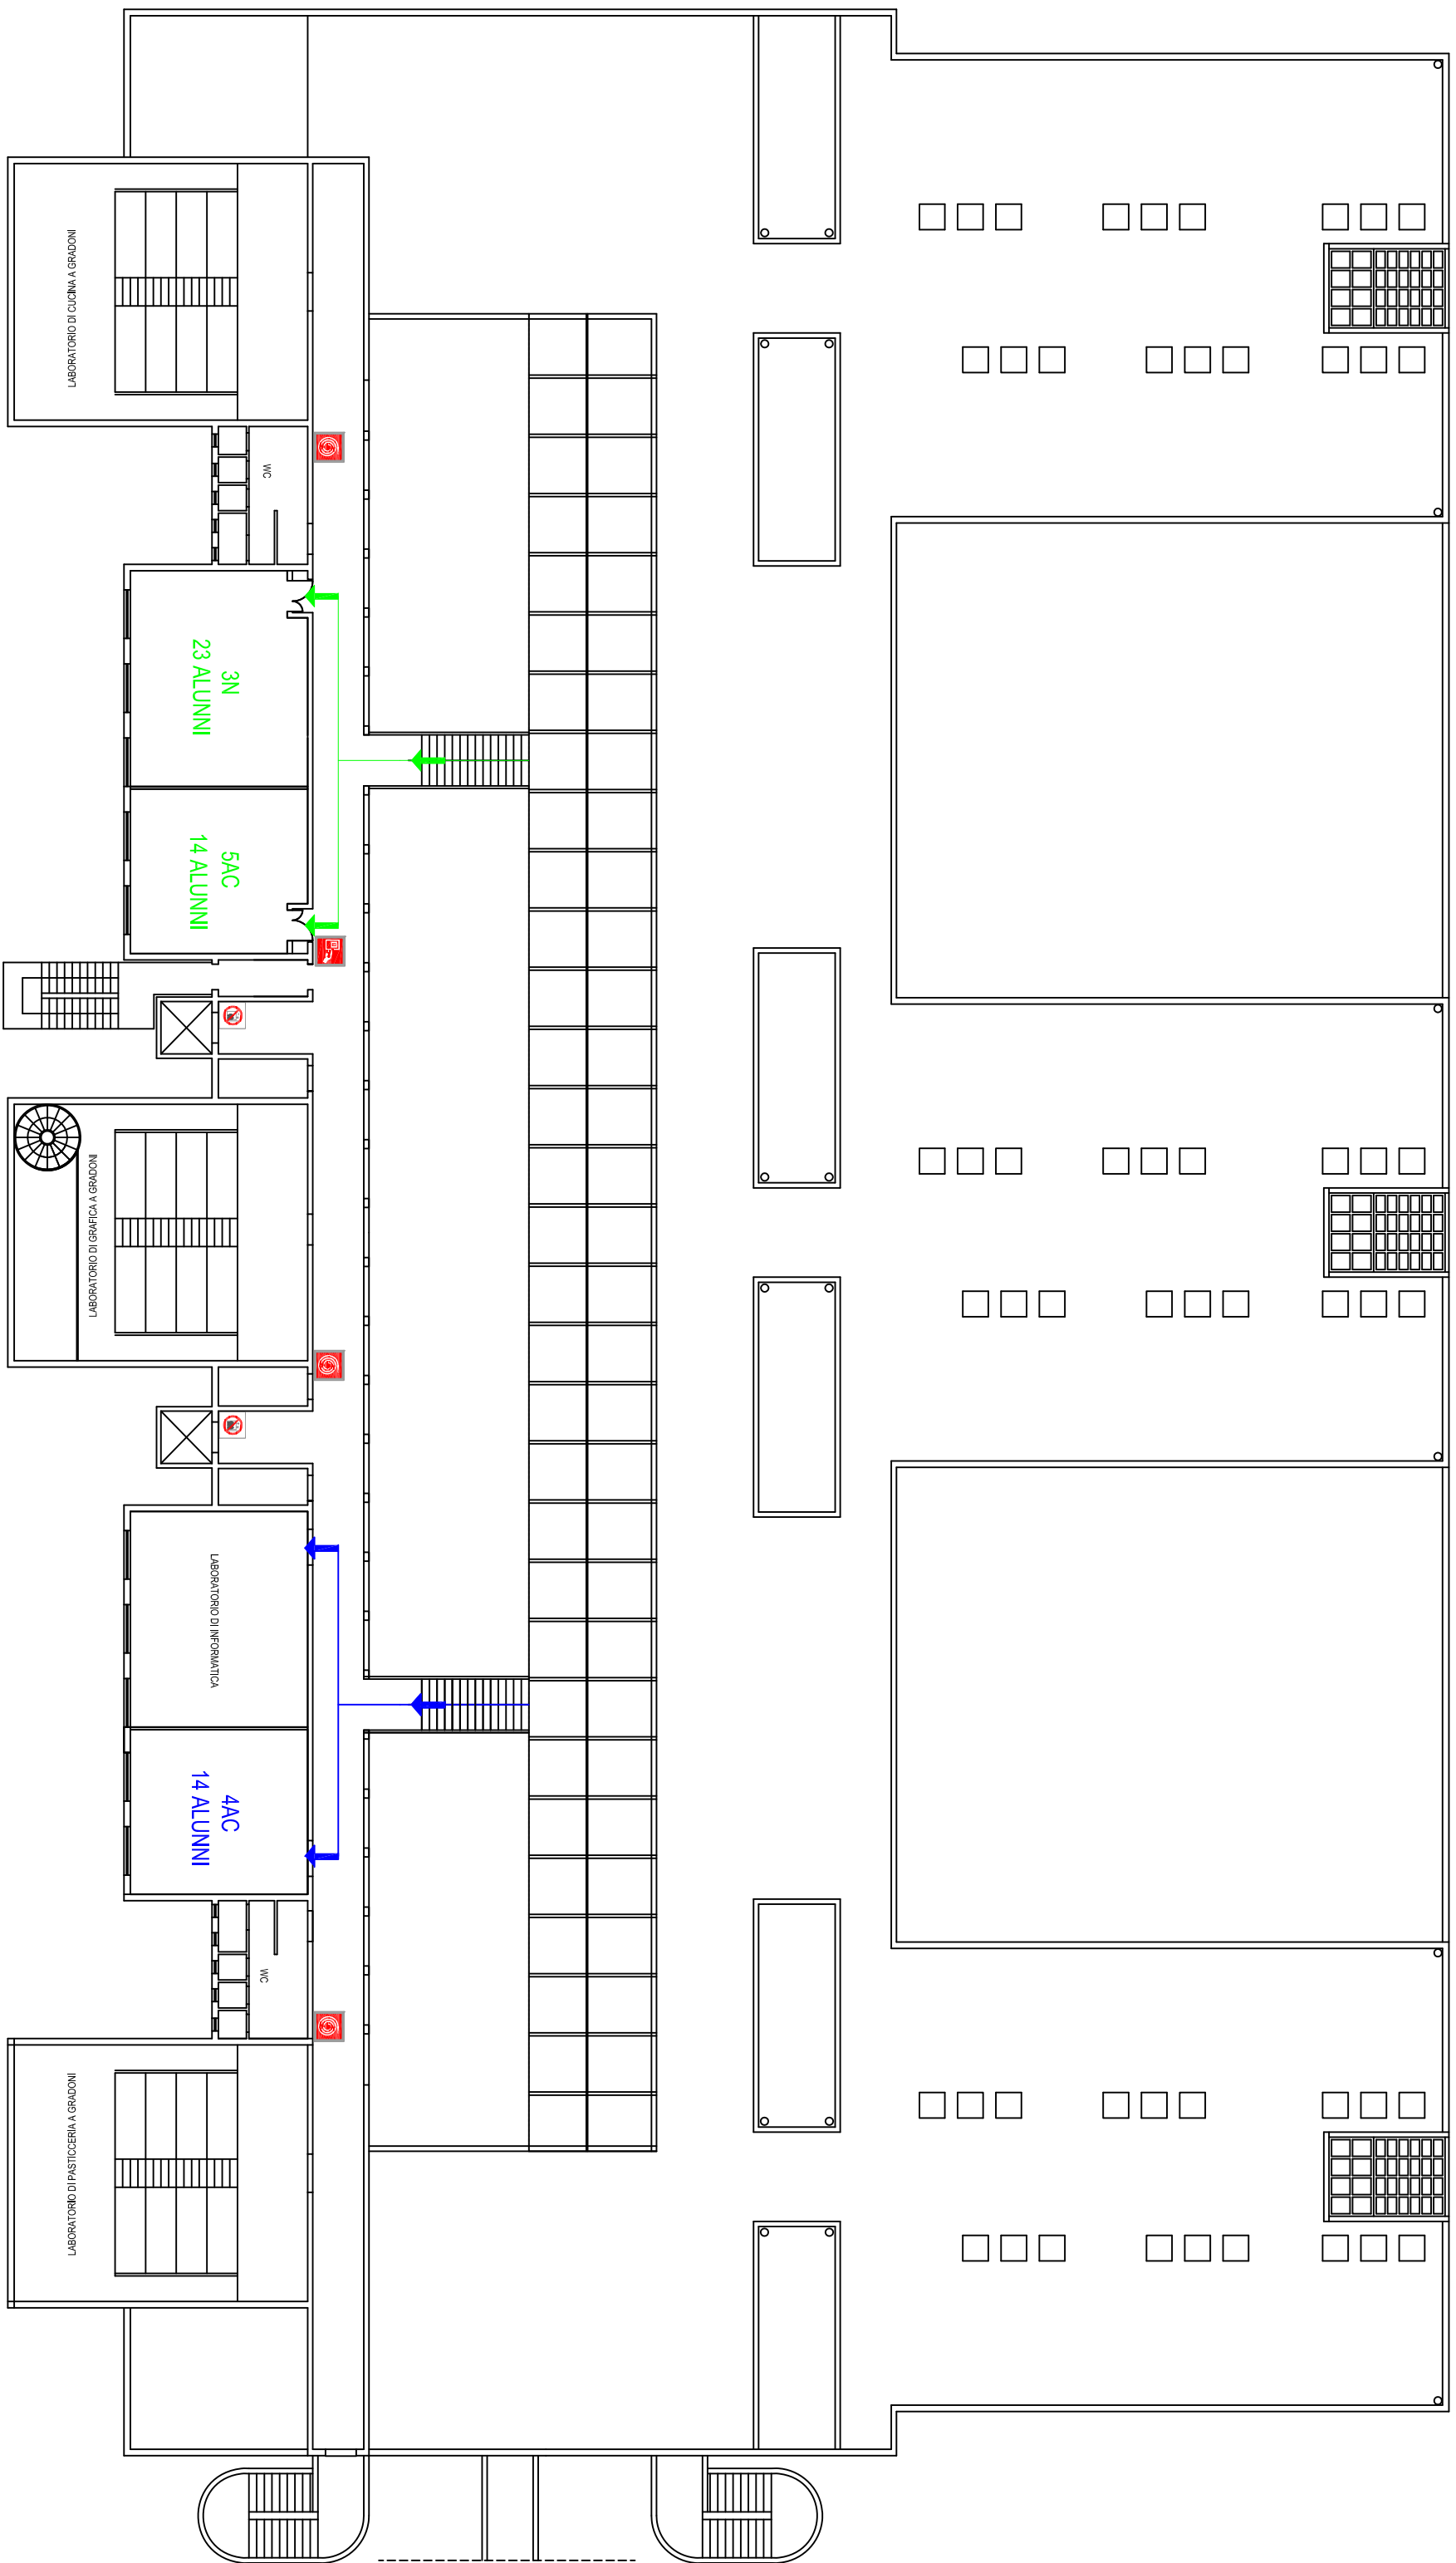 LABORATORIO DI CUCINA A GRADONI
WC
3N
23 ALUNNI
5AC
14 ALUNNI
LABORATORIO DI GRAFICA A GRADONI
LABORATORIO DI INFORMATICA
4AC
14 ALUNNI
WC
LABORATORIO DI PASTICCERIA A GRADONI